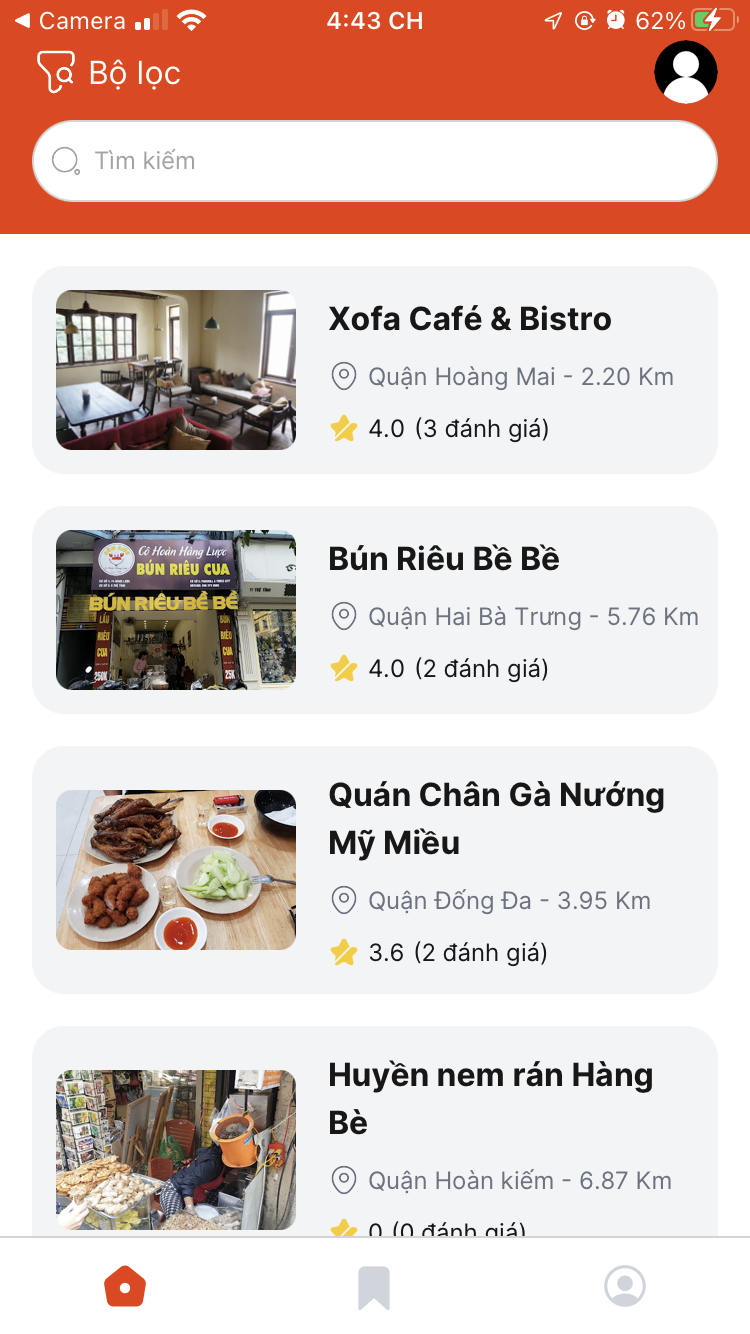 Camera 4:43 CH 62%
Bộ lọc
Tìm kiếm
Xofa Café & Bistro
Quận Hoàng Mai - 2.20 Km
4.0 (3 đánh giá)
Cô Hoàn Hàng Lược
BÚN RIÊU CUA
BÚN RIÊU BỀ BỀ
LẨU
RIÊU
CUA
250K
BÚN
RIÊU
CUA
25K
Bún Riêu Bề Bề
Quận Hai Bà Trưng - 5.76 Km
4.0 (2 đánh giá)
Quán Chân Gà Nướng
Mỹ Miều
Quận Đống Đa - 3.95 Km
3.6 (2 đánh giá)
Huyền nem rán Hàng
Bè
Quận Hoàn kiếm - 6.87 Km
0 (0 đánh giá)